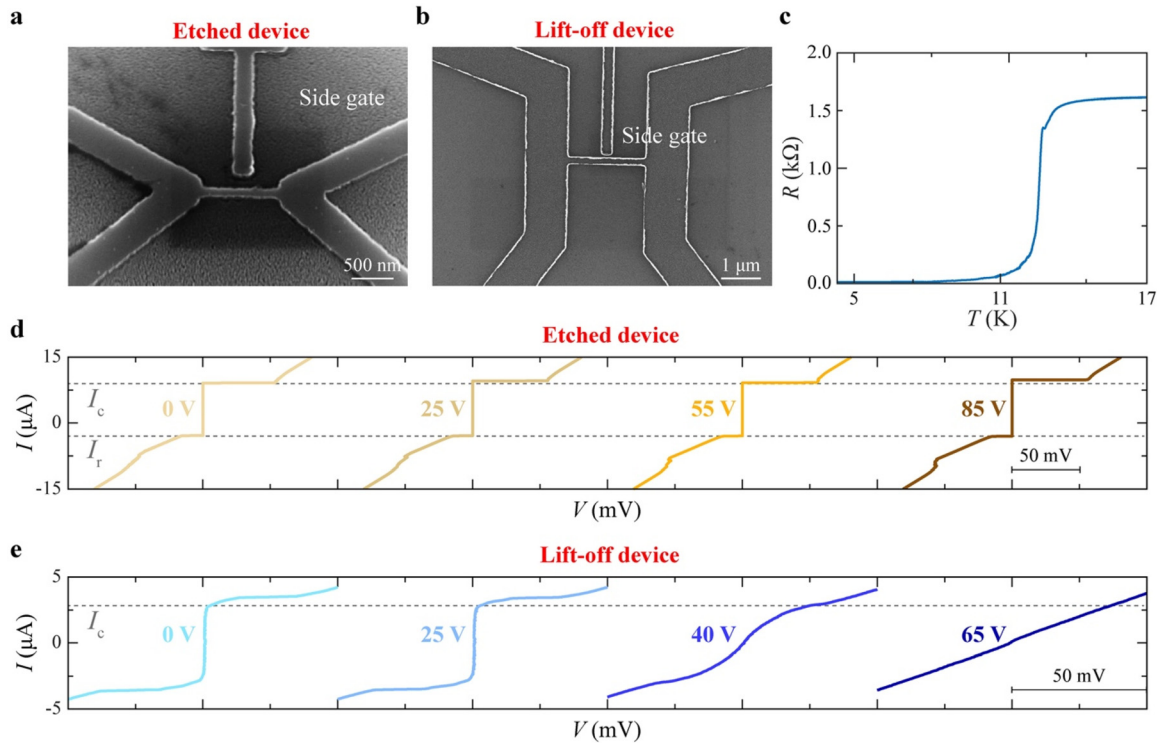 a
Etched device
Side gate
500 nm
b
Lift-off device
Side gate
1 μm
c
2.0
1.5
1.0
0.5
0.0
R (kΩ)
5
11
17
T (K)
d
Etched device
15
0
-15
I (μA)
Ic
Ir
0 V
25 V
55 V
85 V
50 mV
V (mV)
e
Lift-off device
5
0
-5
I (μA)
Ic
0 V
25 V
40 V
65 V
50 mV
V (mV)